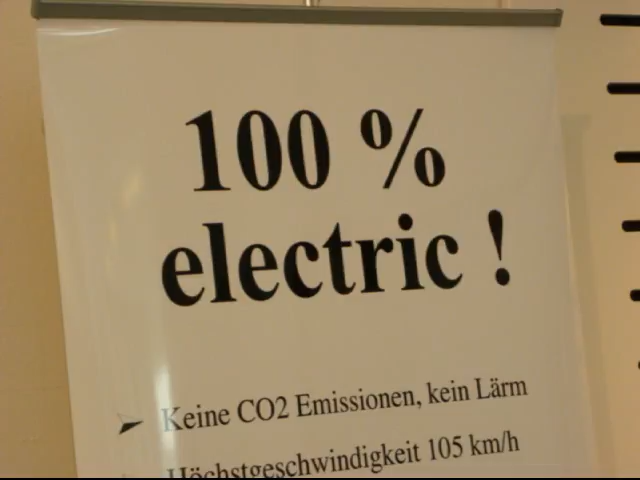 100 %
electric !
Keine CO2 Emissionen, kein Lärm
Höchstgeschwindigkeit 105 km/h